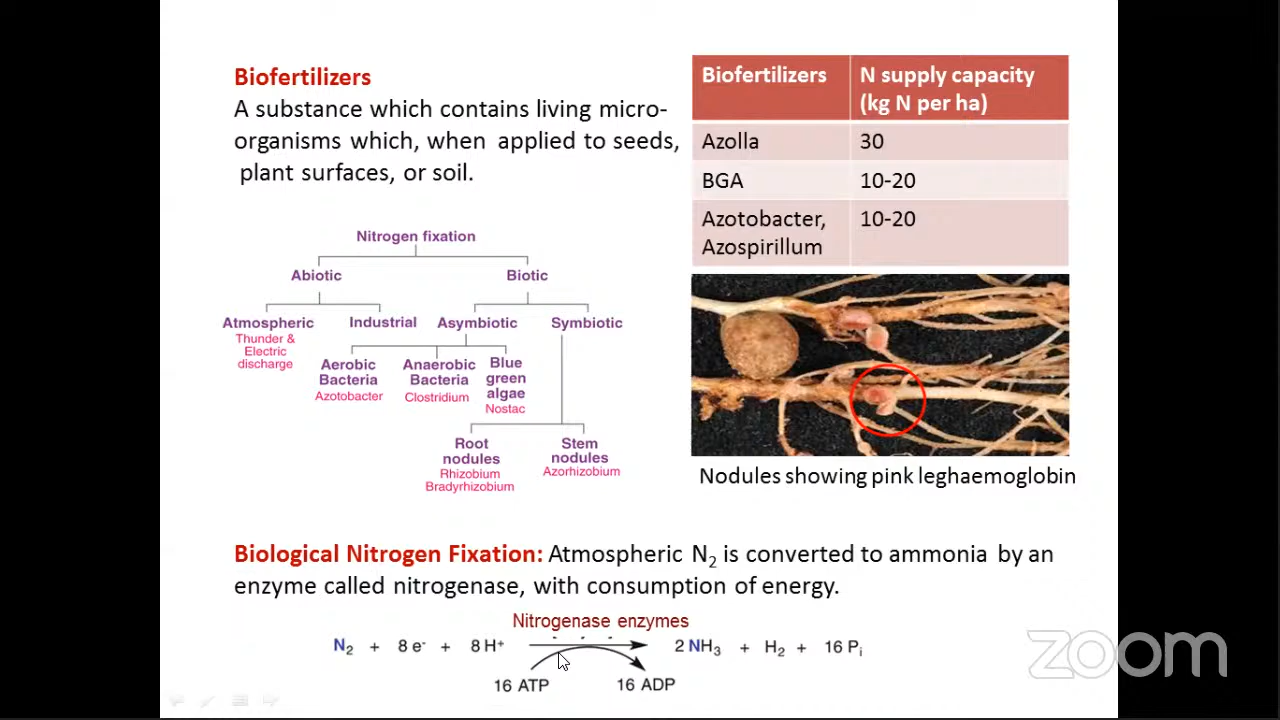 Biofertilizers
A substance which contains living micro-
organisms which, when applied to seeds,
plant surfaces, or soil.
Biofertilizers N supply capacity
(kg N per ha)
Azolla 30
BGA 10-20
Azotobacter, 10-20
Azospirillum
Nitrogen fixation
Abiotic Biotic
Atmospheric Industrial Asymbiotic Symbiotic
Thunder &
Electric
discharge
Aerobic Anaerobic Blue
Bacteria Bacteria green
algae
Azotobacter Clostridium Nostac
Root Stem
nodules nodules
Rhizobium Azorhizobium
Bradyrhizobium
Nodules showing pink leghaemoglobin
Biological Nitrogen Fixation: Atmospheric N₂ is converted to ammonia by an
enzyme called nitrogenase, with consumption of energy.
Nitrogenase enzymes
N₂ + 8 e⁻ + 8 H⁺ → 2 NH₃ + H₂ + 16 Pᵢ
16 ATP 16 ADP
zoom